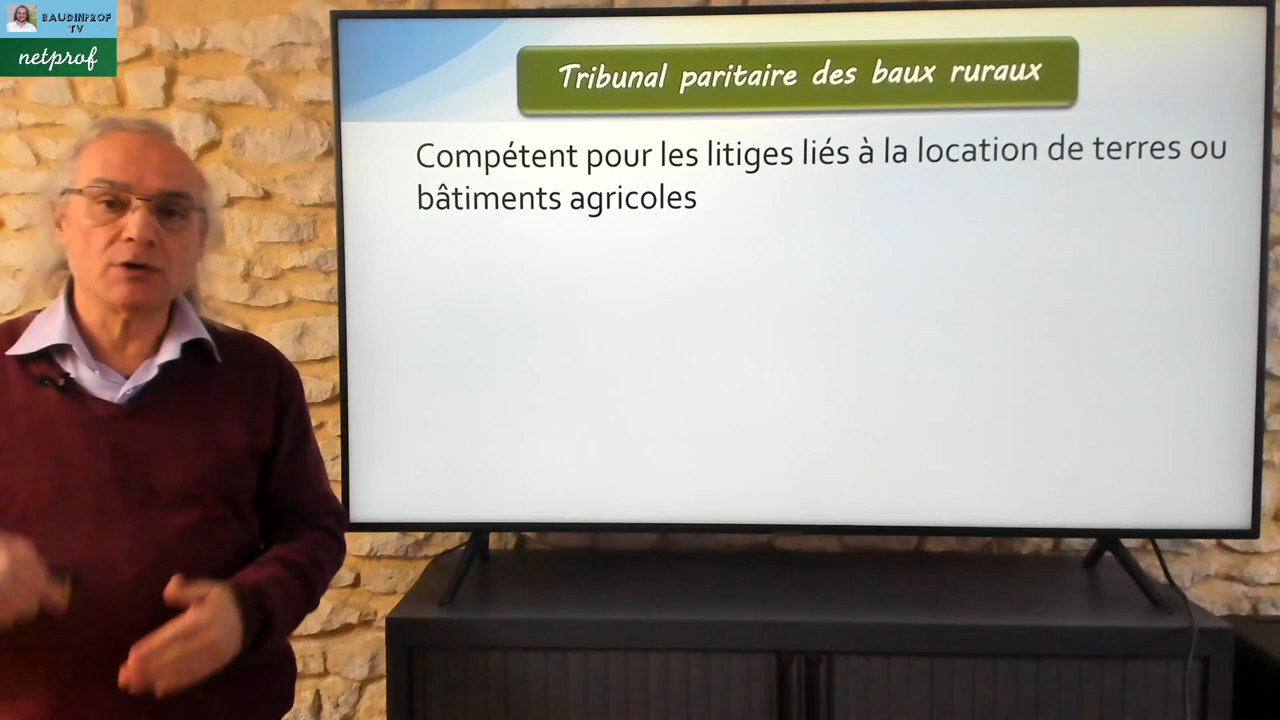 BAUDINPROF
TV
netprof
Tribunal paritaire des baux ruraux
Compétent pour les litiges liés à la location de terres ou
bâtiments agricoles